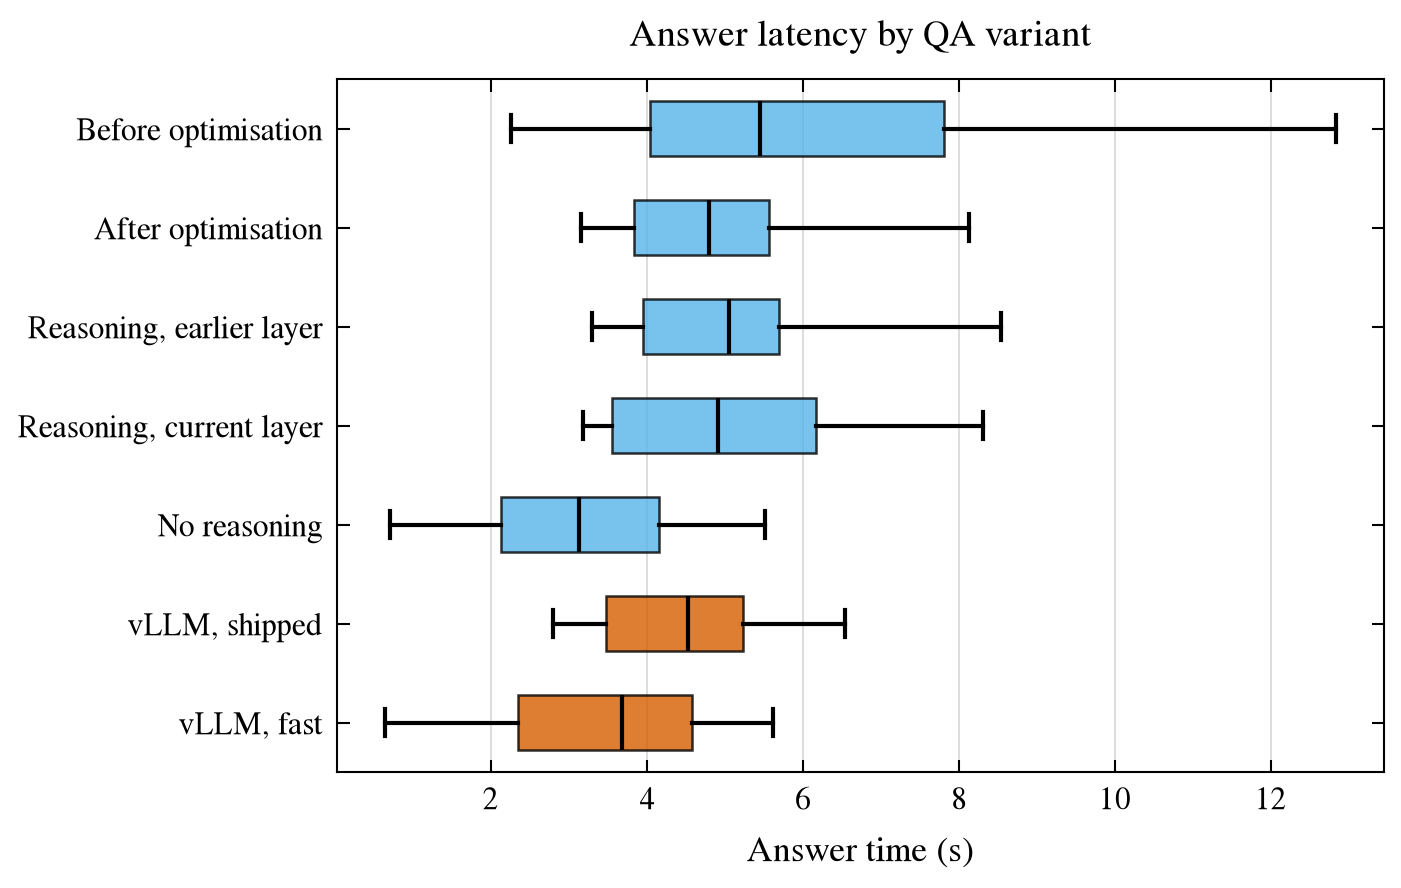 Answer latency by QA variant
Before optimisation
After optimisation
Reasoning, earlier layer
Reasoning, current layer
No reasoning
vLLM, shipped
vLLM, fast
2 4 6 8 10 12
Answer time (s)